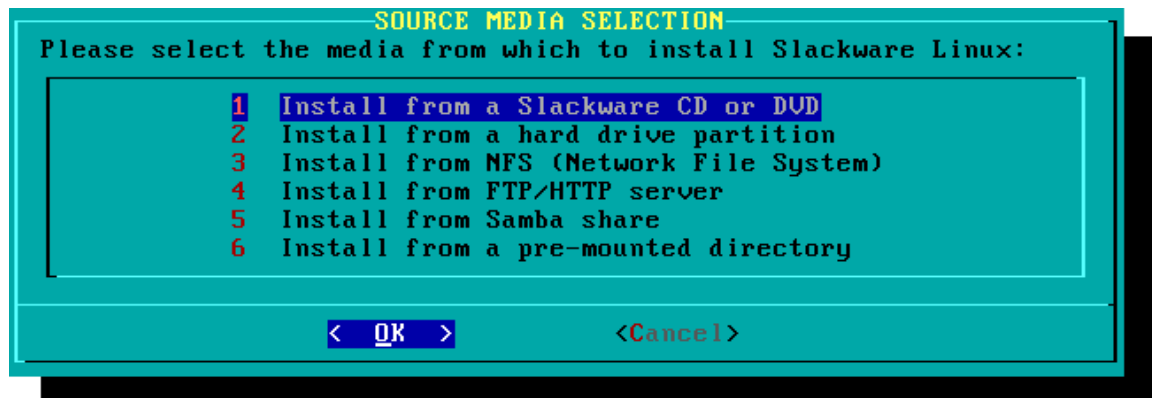 SOURCE MEDIA SELECTION
Please select the media from which to install Slackware Linux:
1 Install from a Slackware CD or DVD
2 Install from a hard drive partition
3 Install from NFS (Network File System)
4 Install from FTP/HTTP server
5 Install from Samba share
6 Install from a pre-mounted directory
< OK > <Cancel>